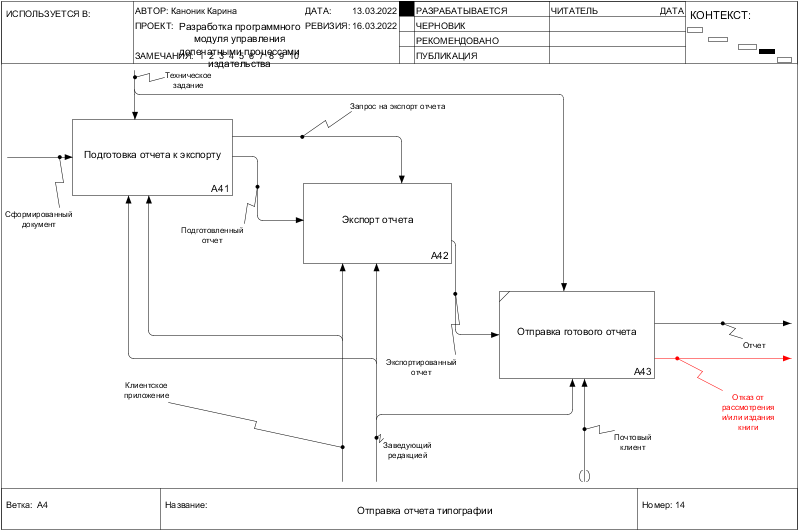 ИСПОЛЬЗУЕТСЯ В:
АВТОР: Каноник Карина
ДАТА: 13.03.2022
ПРОЕКТ: Разработка программного
модуля управления
допечатными процессами
издательства
РЕВИЗИЯ: 16.03.2022
ЗАМЕЧАНИЯ: 1 2 3 4 5 6 7 8 9 10
РАЗРАБАТЫВАЕТСЯ
ЧЕРНОВИК
РЕКОМЕНДОВАНО
ПУБЛИКАЦИЯ
ЧИТАТЕЛЬ
ДАТА
КОНТЕКСТ:
Техническое
задание
Запрос на экспорт отчета
Подготовка отчета к экспорту
A41
Сформированный
документ
Подготовленный
отчет
Экспорт отчета
A42
Отправка готового отчета
A43
Отчет
Экспортированный
отчет
Клиентское
приложение
Отказ от
рассмотрения
и/или издания
книги
Заведующую
редакцией
Почтовый
клиент
Ветка: A4
Название:
Отправка отчета типографии
Номер: 14